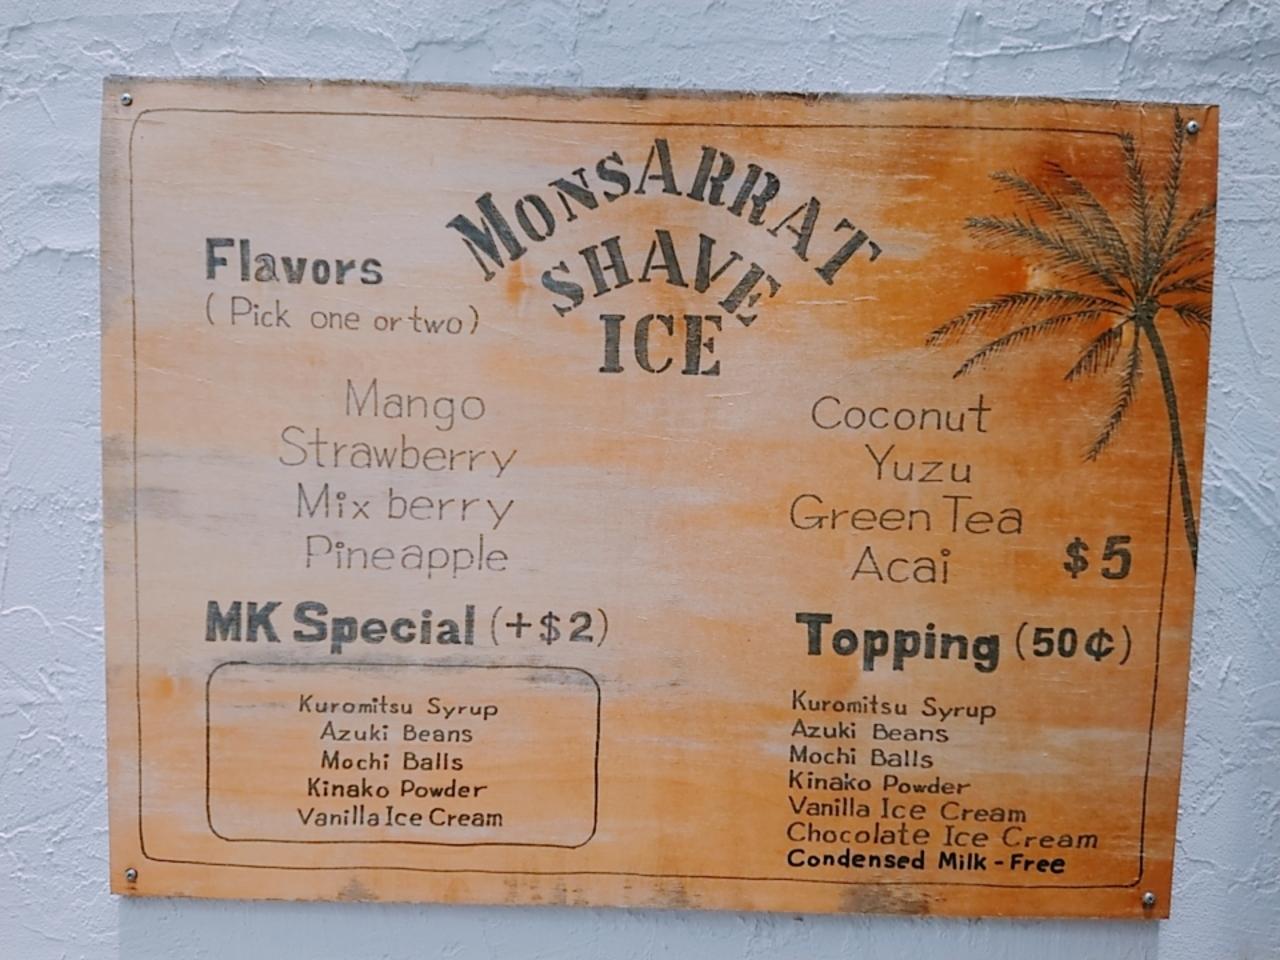 MONSARRAT
SHAVE
ICE
Flavors
( Pick one or two )
Mango
Strawberry
Mix berry
Pineapple
Coconut
Yuzu
Green Tea
Acai
$5
MK Special (+$2)
Kuromitsu Syrup
Azuki Beans
Mochi Balls
Kinako Powder
Vanilla Ice Cream
Topping (50¢)
Kuromitsu Syrup
Azuki Beans
Mochi Balls
Kinako Powder
Vanilla Ice Cream
Chocolate Ice Cream
Condensed Milk - Free